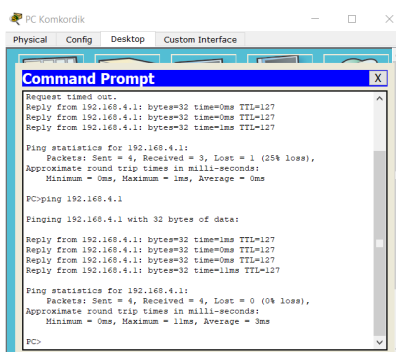 PC Komkordik
Physical Config Desktop Custom Interface
Command Prompt X
Request timed out.
Reply from 192.168.4.1: bytes=32 time=0ms TTL=127
Reply from 192.168.4.1: bytes=32 time=0ms TTL=127
Reply from 192.168.4.1: bytes=32 time=1ms TTL=127
Ping statistics for 192.168.4.1:
Packets: Sent = 4, Received = 3, Lost = 1 (25% loss),
Approximate round trip times in milli-seconds:
Minimum = 0ms, Maximum = 1ms, Average = 0ms
PC>ping 192.168.4.1
Pinging 192.168.4.1 with 32 bytes of data:
Reply from 192.168.4.1: bytes=32 time=1ms TTL=127
Reply from 192.168.4.1: bytes=32 time=0ms TTL=127
Reply from 192.168.4.1: bytes=32 time=0ms TTL=127
Reply from 192.168.4.1: bytes=32 time=11ms TTL=127
Ping statistics for 192.168.4.1:
Packets: Sent = 4, Received = 4, Lost = 0 (0% loss),
Approximate round trip times in milli-seconds:
Minimum = 0ms, Maximum = 11ms, Average = 3ms
PC>